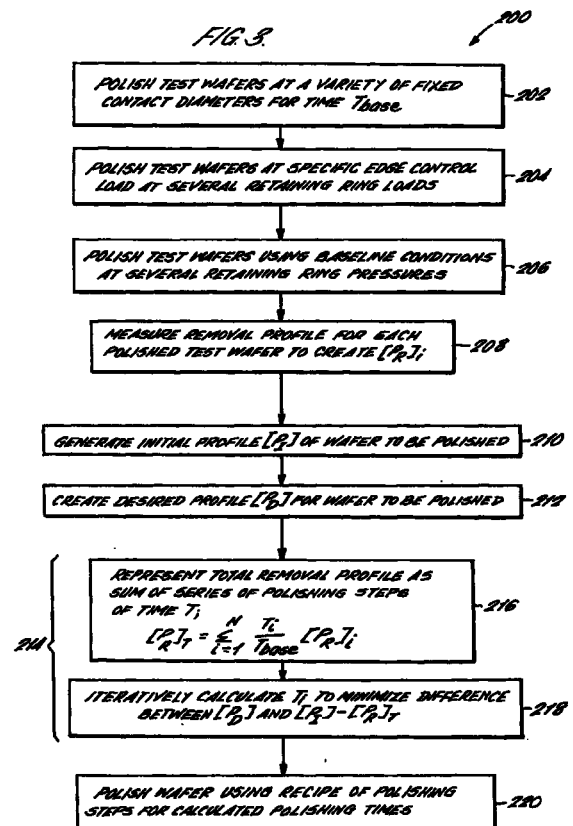 FIG. 3.
200
POLISH TEST WAFERS AT A VARIETY OF FIXED
CONTACT DIAMETERS FOR TIME Tbase
202
POLISH TEST WAFERS AT SPECIFIC EDGE CONTROL
LOAD AT SEVERAL RETAINING RING LOADS
204
POLISH TEST WAFERS USING BASELINE CONDITIONS
AT SEVERAL RETAINING RING PRESSURES
206
MEASURE REMOVAL PROFILE FOR EACH
POLISHED TEST WAFER TO CREATE [PR]i
208
GENERATE INITIAL PROFILE [PI] OF WAFER TO BE POLISHED
210
CREATE DESIRED PROFILE [PD] FOR WAFER TO BE POLISHED
212
214
REPRESENT TOTAL REMOVAL PROFILE AS
SUM OF SERIES OF POLISHING STEPS
OF TIME Ti
[PR]T = Σ i=1 N Ti/Tbase [PR]i
216
ITERATIVELY CALCULATE Ti TO MINIMIZE DIFFERENCE
BETWEEN [PD] AND [PI]-[PR]T
218
POLISH WAFER USING RECIPE OF POLISHING
STEPS FOR CALCULATED POLISHING TIMES
220